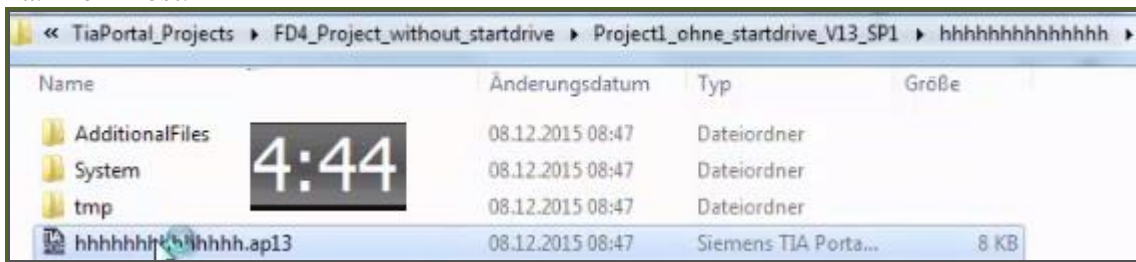 « TiaPortal_Projects ▸ FD4_Project_without_startdrive ▸ Project1_ohne_startdrive_V13_SP1 ▸ hhhhhhhhhhhhhh ▸
Name Änderungsdatum Typ Größe
AdditionalFiles 08.12.2015 08:47 Dateiordner
System 08.12.2015 08:47 Dateiordner
4:44
tmp 08.12.2015 08:47 Dateiordner
08.12.2015 08:47 Siemens TIA Porta... 8 KB